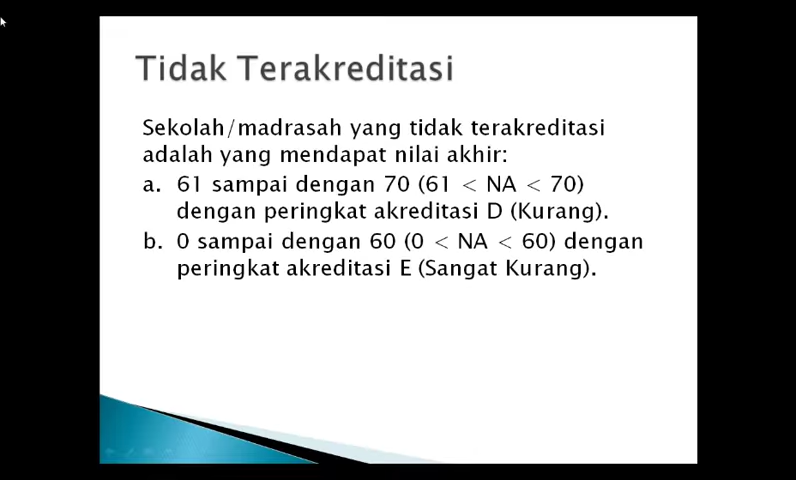 Tidak Terakreditasi
Sekolah/madrasah yang tidak terakreditasi
adalah yang mendapat nilai akhir:
a. 61 sampai dengan 70 (61 < NA < 70)
dengan peringkat akreditasi D (Kurang).
b. 0 sampai dengan 60 (0 < NA < 60) dengan
peringkat akreditasi E (Sangat Kurang).